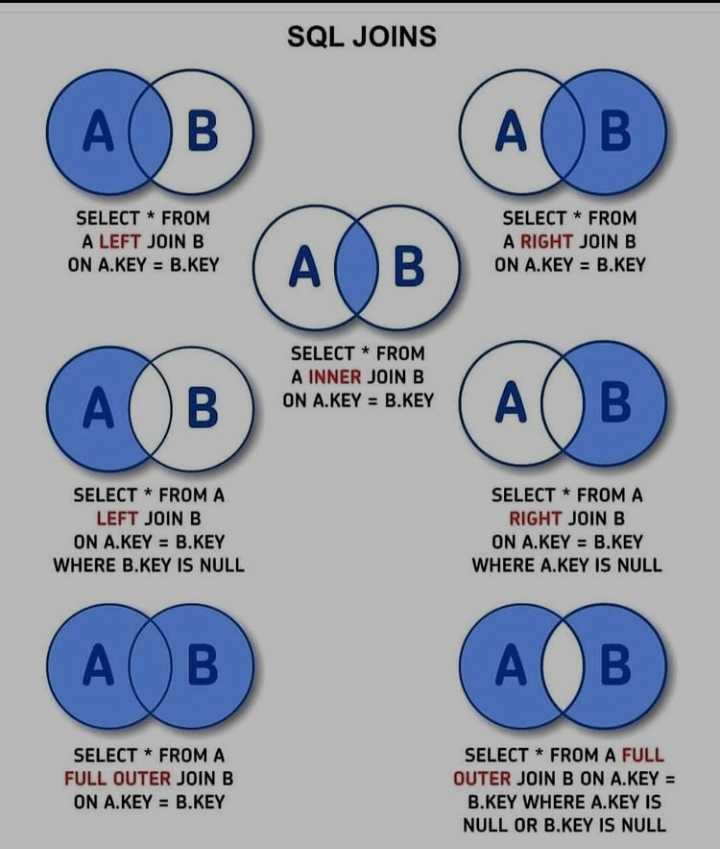 SQL JOINS
A B
SELECT * FROM
A LEFT JOIN B
ON A.KEY = B.KEY
A B
SELECT * FROM
A RIGHT JOIN B
ON A.KEY = B.KEY
A B
SELECT * FROM
A INNER JOIN B
ON A.KEY = B.KEY
A B
SELECT * FROM A
LEFT JOIN B
ON A.KEY = B.KEY
WHERE B.KEY IS NULL
A B
SELECT * FROM A
RIGHT JOIN B
ON A.KEY = B.KEY
WHERE A.KEY IS NULL
A B
SELECT * FROM A
FULL OUTER JOIN B
ON A.KEY = B.KEY
A B
SELECT * FROM A FULL
OUTER JOIN B ON A.KEY =
B.KEY WHERE A.KEY IS
NULL OR B.KEY IS NULL